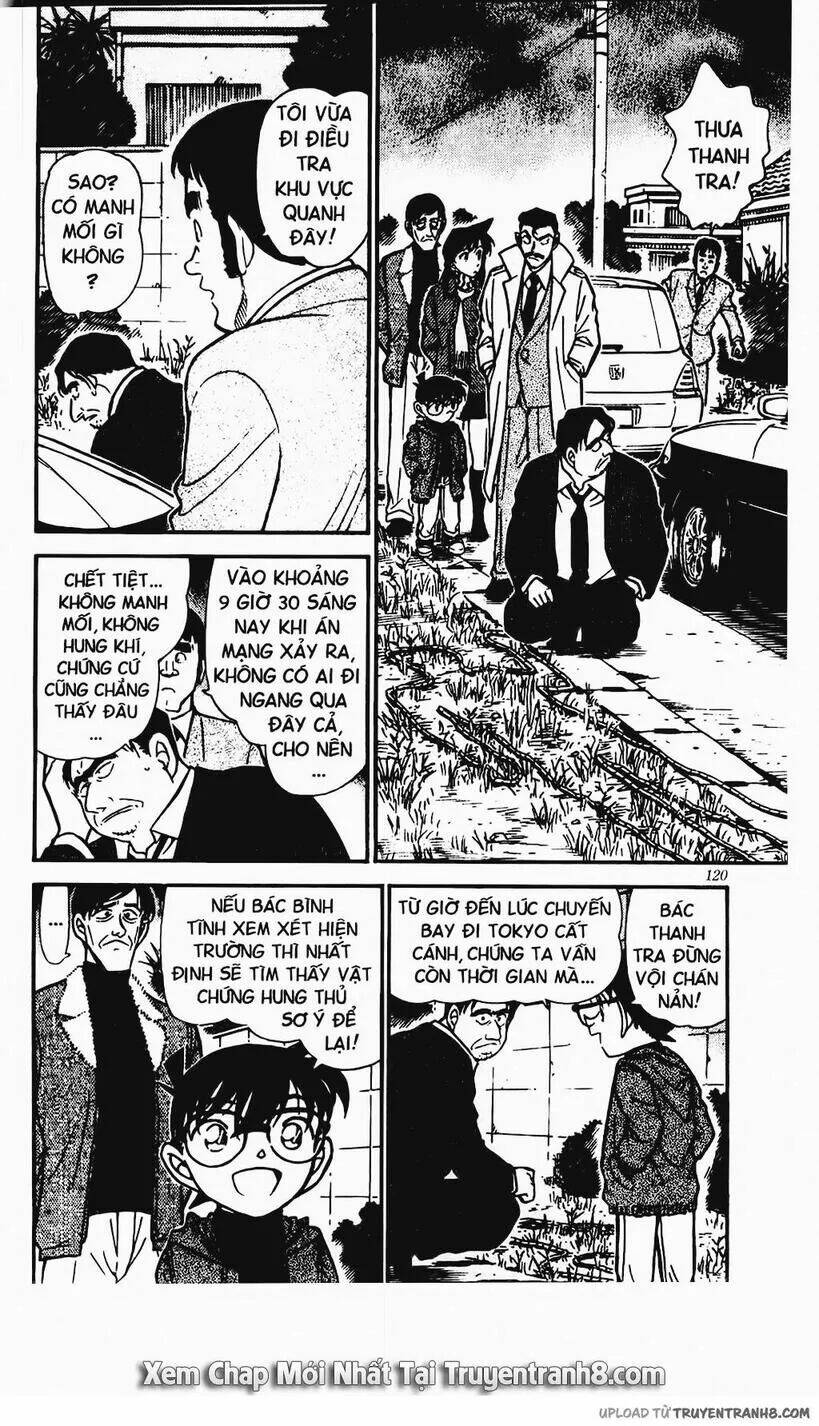 THƯA
THANH
TRA!
TÔI VỪA
ĐI ĐIỀU
TRA
KHU VỰC
QUANH
ĐÂY!
SAO?
CÓ MANH
MỐI GÌ
KHÔNG
?
VÀO KHOẢNG
9 GIỜ 30 SÁNG
NAY KHI ÁN
MẠNG XẢY RA,
KHÔNG CÓ AI ĐI
NGANG QUA
ĐÂY CẢ,
CHO NÊN
...
CHẾT TIỆT...
KHÔNG MANH
MỐI, KHÔNG
HUNG KHÍ,
CHỨNG CỨ
CŨNG CHẲNG
THẤY ĐÂU
...
120
BÁC
THANH
TRA ĐỪNG
VỘI CHÁN
NẢN!
TỪ GIỜ ĐẾN LÚC CHUYẾN
BAY ĐI TOKYO CẤT
CÁNH, CHÚNG TA VẪN
CÒN THỜI GIAN MÀ...
NẾU BÁC BÌNH
TĨNH XEM XÉT HIỆN
TRƯỜNG THÌ NHẤT
ĐỊNH SẼ TÌM THẤY VẬT
CHỨNG HUNG THỦ
SƠ Ý ĐỂ
LẠI!
...
Xem Chap Mới Nhất Tại Truyentranh8.com
UPLOAD TỪ TRUYENTRANH8.COM